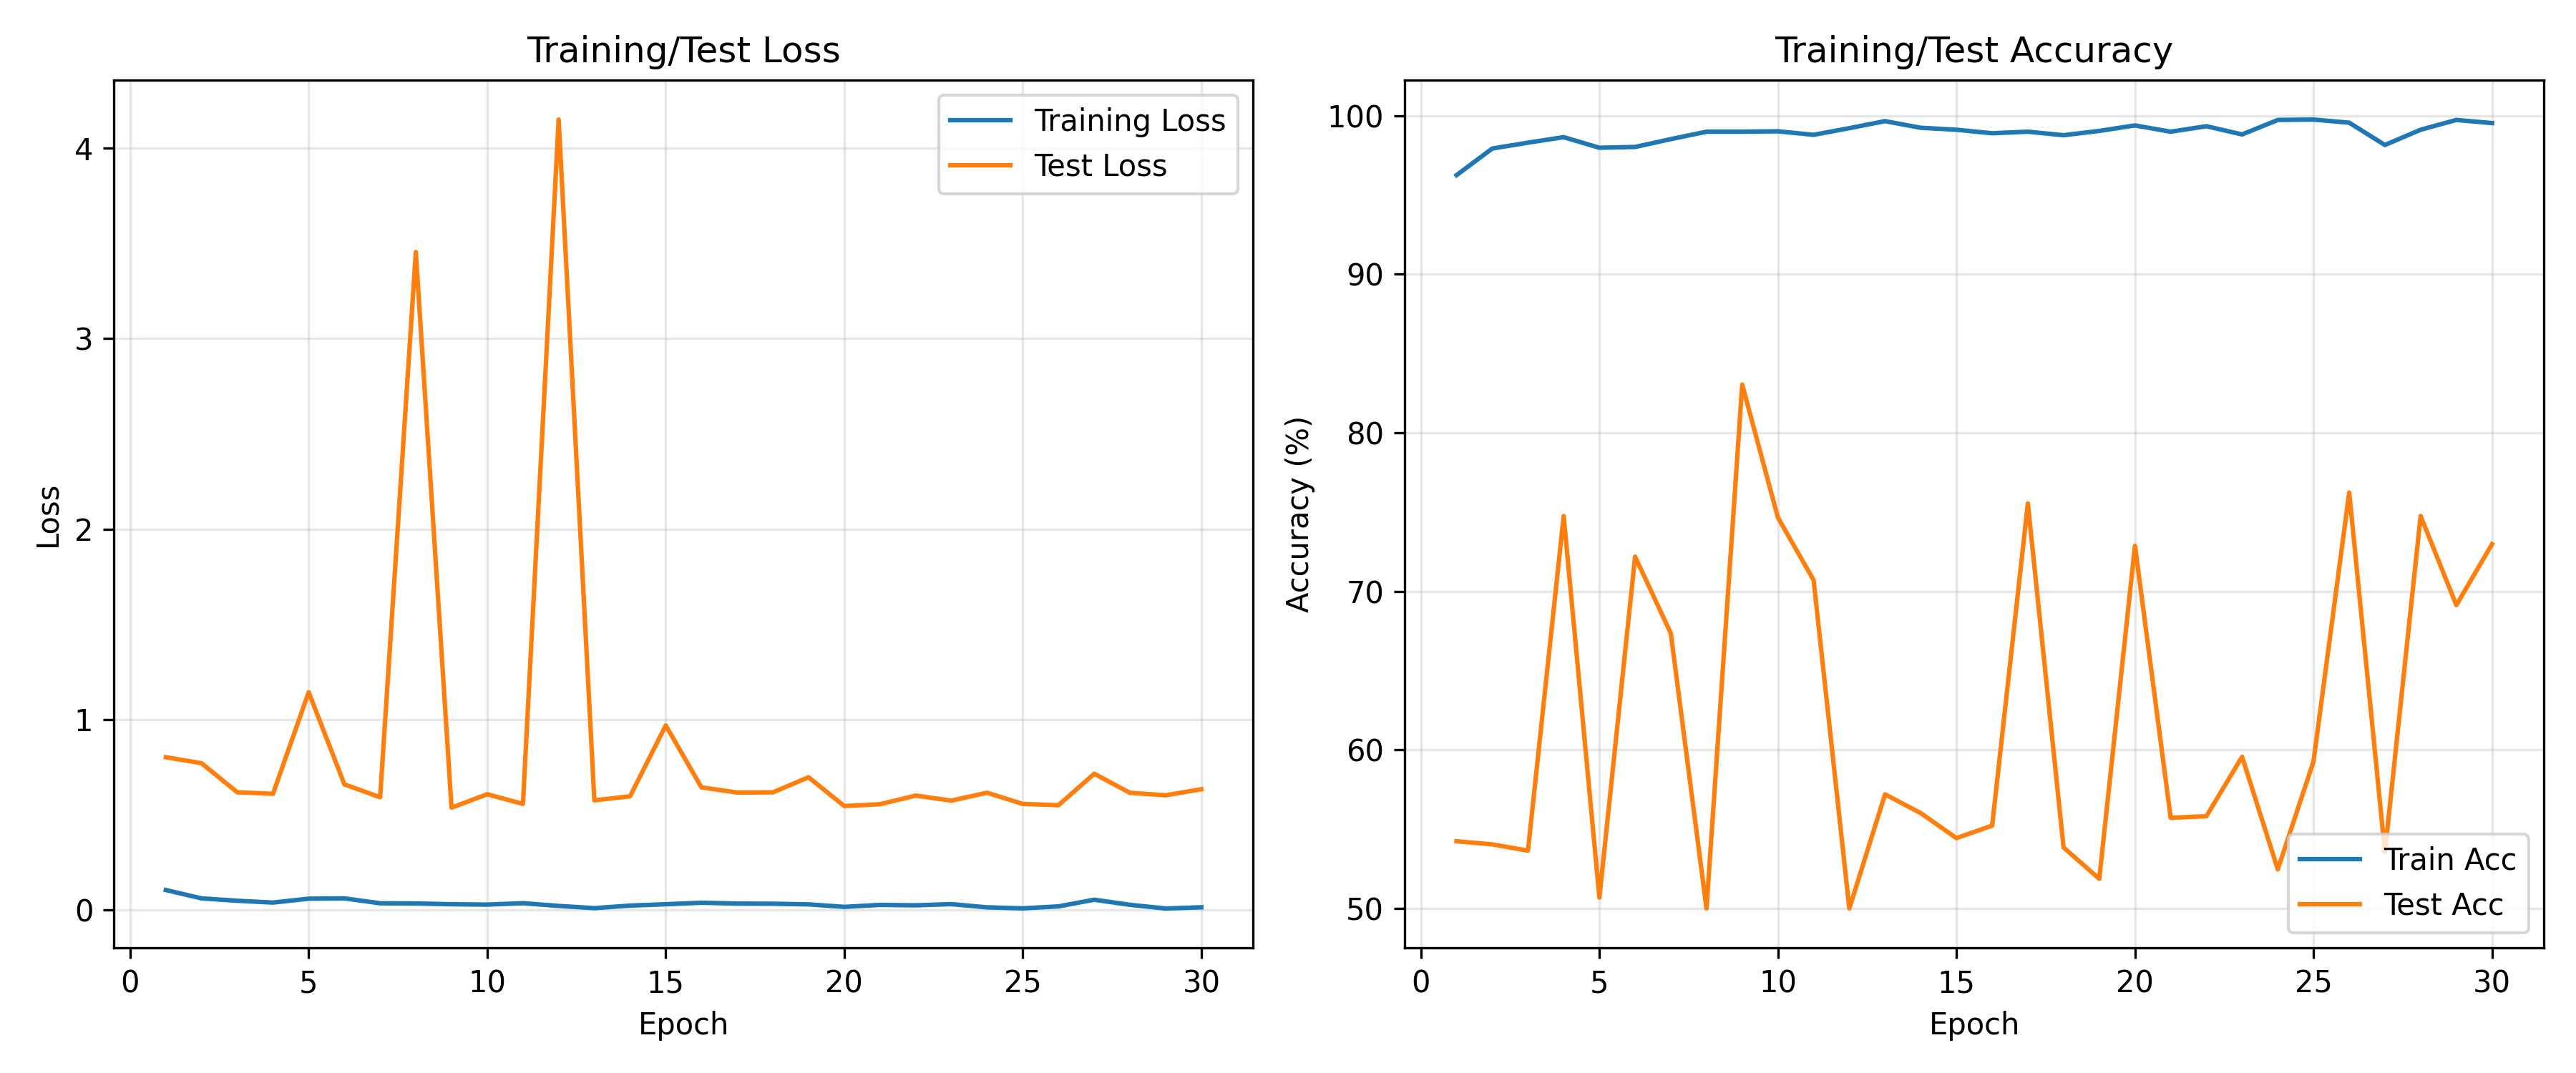 Training/Test Loss
Training Loss
Test Loss
4
3
2
1
0
Loss
0 5 10 15 20 25 30
Epoch
Training/Test Accuracy
100
90
80
70
60
50
Accuracy (%)
Train Acc
Test Acc
0 5 10 15 20 25 30
Epoch